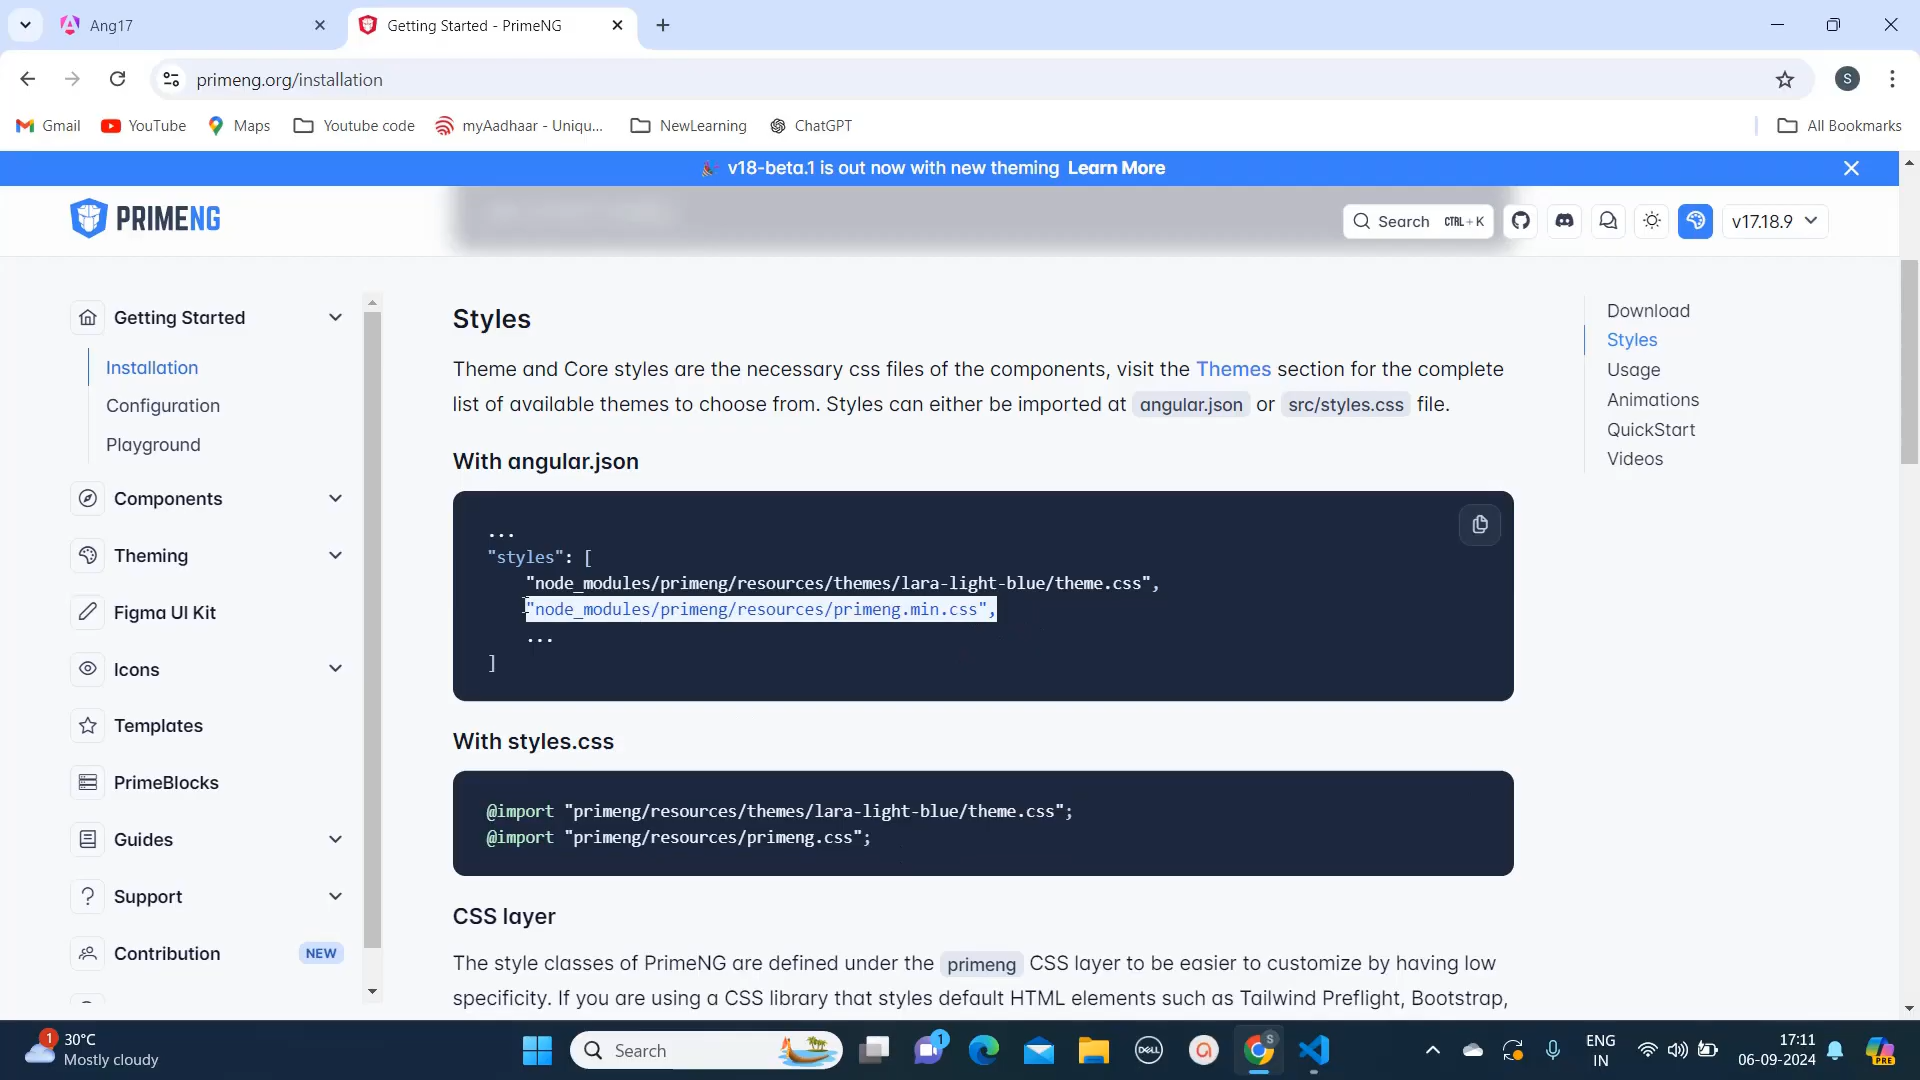 Ang17
Getting Started - PrimeNG
primeng.org/installation
S
Gmail
YouTube
Maps
Youtube code
myAadhaar - Uniqu...
NewLearning
ChatGPT
All Bookmarks
v18-beta.1 is out now with new theming Learn More
PRIMENG
Search CTRL+K
v17.18.9
Getting Started
Installation
Configuration
Playground
Components
Theming
Figma UI Kit
Icons
Templates
PrimeBlocks
Guides
Support
Contribution NEW
Styles
Theme and Core styles are the necessary css files of the components, visit the Themes section for the complete
list of available themes to choose from. Styles can either be imported at angular.json or src/styles.css file.
With angular.json
...
"styles": [
"node_modules/primeng/resources/themes/lara-light-blue/theme.css",
"node_modules/primeng/resources/primeng.min.css",
...
]
With styles.css
@import "primeng/resources/themes/lara-light-blue/theme.css";
@import "primeng/resources/primeng.css";
CSS layer
The style classes of PrimeNG are defined under the primeng CSS layer to be easier to customize by having low
specificity. If you are using a CSS library that styles default HTML elements such as Tailwind Preflight, Bootstrap,
Download
Styles
Usage
Animations
QuickStart
Videos
1
30°C
Mostly cloudy
Search
1
DELL
a
S
ENG
IN
17:11
06-09-2024
PRE